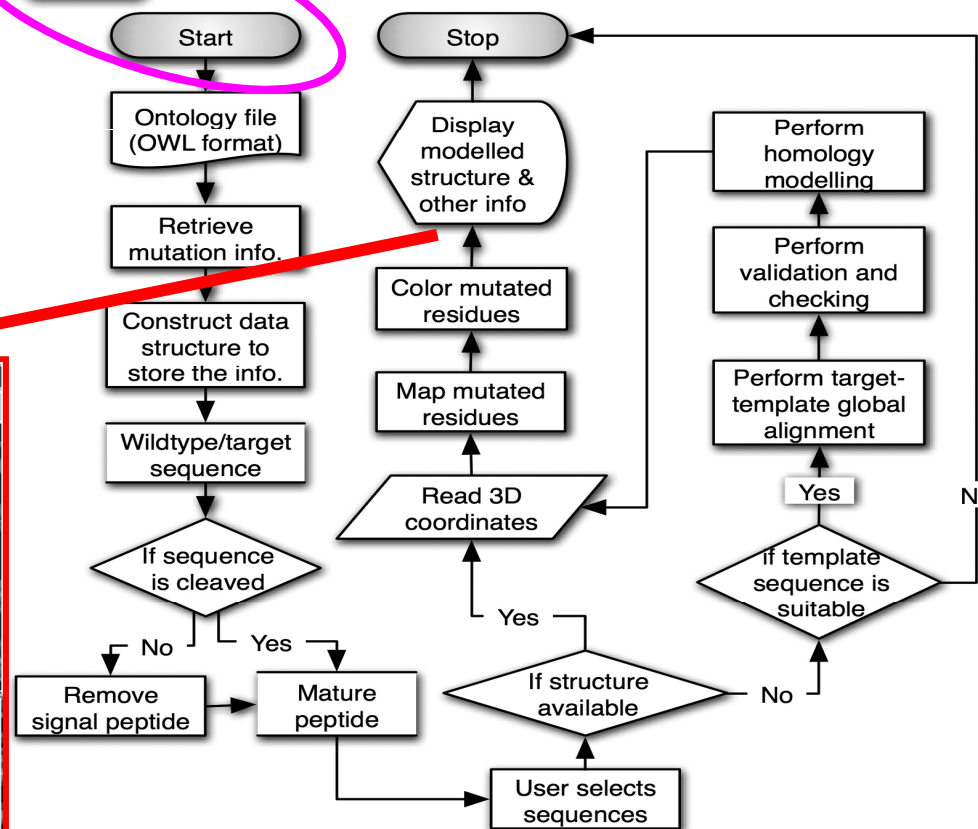 Start
Ontology file
(OWL format)
Retrieve
mutation info.
Construct data
structure to
store the info.
Wildtype/target
sequence
If sequence
is cleaved
No
Yes
Remove
signal peptide
Mature
peptide
User selects
sequences
If structure
available
Yes
No
if template
sequence is
suitable
Yes
N
Perform target-
template global
alignment
Perform
validation and
checking
Perform
homology
modelling
Read 3D
coordinates
Map mutated
residues
Color mutated
residues
Display
modelled
structure &
other info
Stop